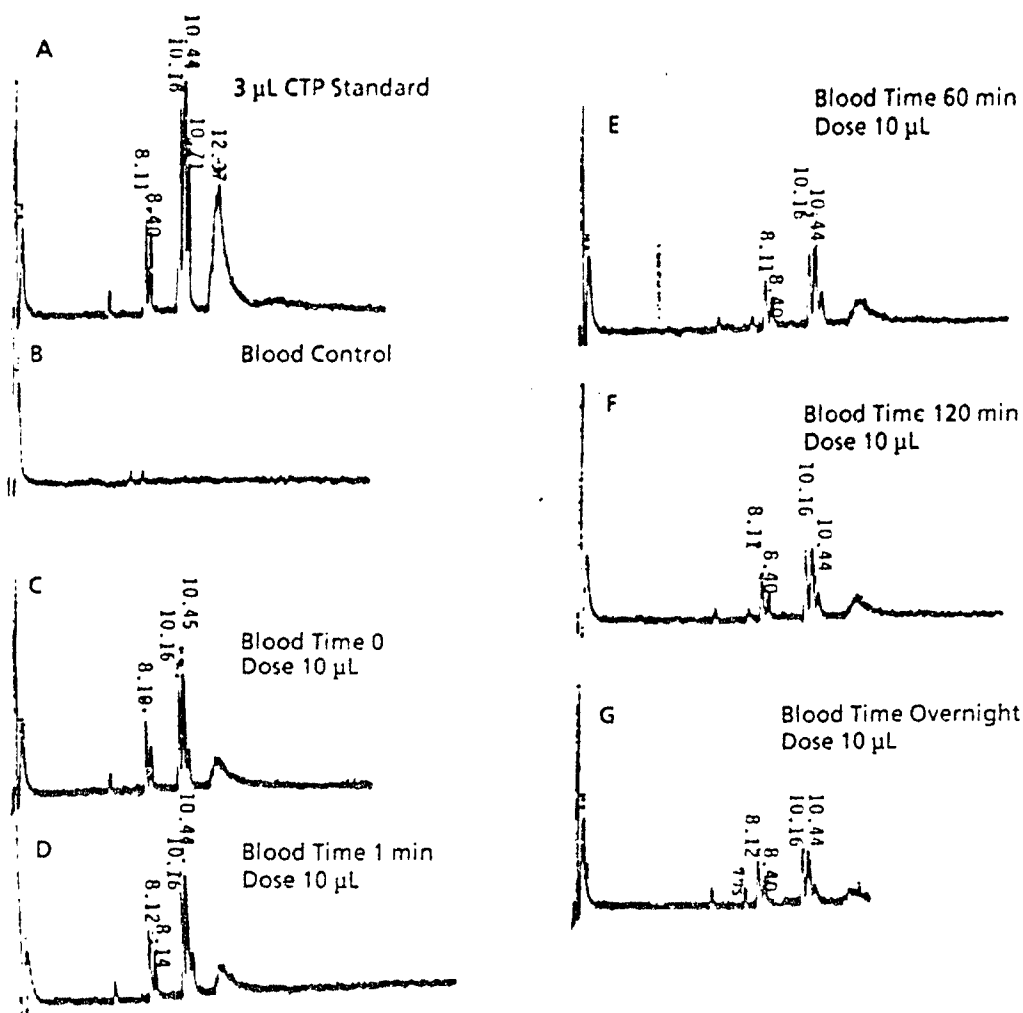 A
10.16
10.44
10.71
3 µL CTP Standard
8.11
8.40
12.37
B
Blood Control
C
10.45
10.16
Blood Time 0
Dose 10 µL
8.10
10.44
D
10.16
Blood Time 1 min
Dose 10 µL
8.12
8.14
Blood Time 60 min
Dose 10 µL
E
10.16
10.44
8.11
8.40
F
Blood Time 120 min
Dose 10 µL
10.16
8.11
10.44
8.40
G
Blood Time Overnight
Dose 10 µL
10.16
10.44
8.12
8.40
7.75